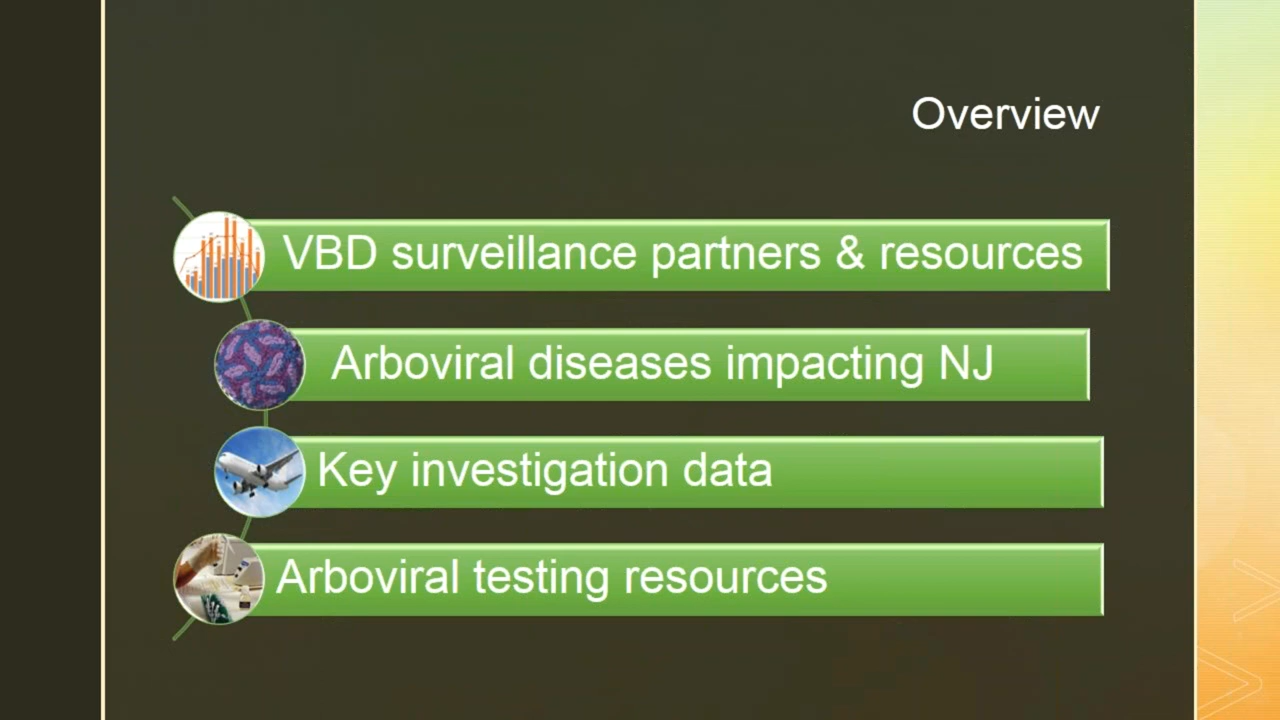 Overview
VBD surveillance partners & resources
Arboviral diseases impacting NJ
Key investigation data
Arboviral testing resources